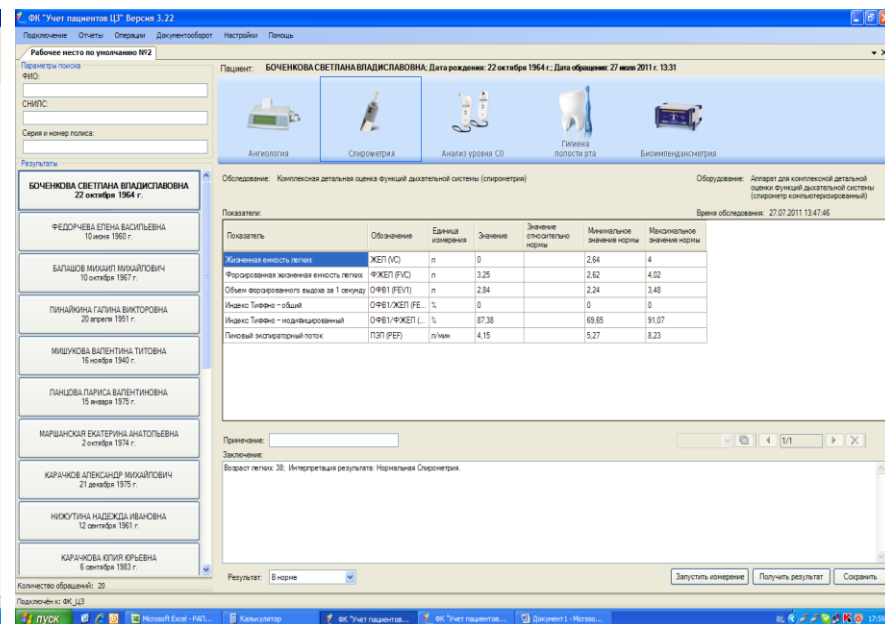 ФК "Учет пациентов ЦЗ" Версия 3.22
Подключение Отчеты Операции Документооборот Настройки Помощь
Рабочее место по умолчанию №2
Параметры поиска
ФИО:
СНИЛС:
Серия и номер полиса:
Результаты
БОЧЕНКОВА СВЕТЛАНА ВЛАДИСЛАВОВНА
22 октября 1964 г.
ФЕДОРЧЕВА ЕЛЕНА ВАСИЛЬЕВНА
10 июня 1960 г.
БАЛАШОВ МИХАИЛ МИХАЙЛОВИЧ
10 октября 1967 г.
ПИНАЙКИНА ГАЛИНА ВИКТОРОВНА
20 апреля 1951 г.
МИШУКОВА ВАЛЕНТИНА ТИТОВНА
16 ноября 1940 г.
ПАНЦОВА ЛАРИСА ВАЛЕНТИНОВНА
15 января 1975 г.
МАРШАНСКАЯ ЕКАТЕРИНА АНАТОЛЬЕВНА
2 октября 1974 г.
КАРАЧКОВ АЛЕКСАНДР МИХАЙЛОВИЧ
21 декабря 1975 г.
НИЖУТИНА НАДЕЖДА ИВАНОВНА
12 сентября 1961 г.
КАРАЧКОВА ЮЛИЯ ЮРЬЕВНА
6 сентября 1983 г.
Количество обращений: 20
Подключён к: ФК_ЦЗ
Пациент: БОЧЕНКОВА СВЕТЛАНА ВЛАДИСЛАВОВНА; Дата рождения: 22 октября 1964 г.; Дата обращения: 27 июля 2011 г. 13:31
Ангиология Спирометрия Анализ уровня СО Гигиена полости рта Биоимпендансметрия
Обследование: Комплексная детальная оценка функций дыхательной системы (спирометрия)
Оборудование: Аппарат для комплексной детальной
оценки функций дыхательной системы
(спирометр компьютеризированный)
Показатели: Время обследования: 27.07.2011 13:47:46
Показатель Обозначение Единица измерения Значение Значение относительно нормы Минимальное значение нормы Максимальное значение нормы
Жизненная емкость легких ЖЕЛ (VC) л 0 2,64 4
Форсированная жизненная емкость легких ФЖЕЛ (FVC) л 3,25 2,62 4,02
Объем форсированного выдоха за 1 секунду ОФВ1 (FEV1) л 2,84 2,24 3,48
Индекс Тиффно - общий ОФВ1/ЖЕЛ (FE... % 0 0 0
Индекс Тиффно - модифицированный ОФВ1/ФЖЕЛ (... % 87,38 69,65 91,07
Пиковый экспираторный поток ПЭП (PEF) л/мин 4,15 5,27 8,23
Примечание: 1/1
Заключение:
Возраст легких: 38; Интерпретация результата: Нормальная Спирометрия.
Результат: В норме Запустить измерение Получить результат Сохранить
пуск Microsoft Excel - РАП... Калькулятор ФК "Учет пациентов... ФК "Учет пациентов... Документ1 - Microso... RL 17:59